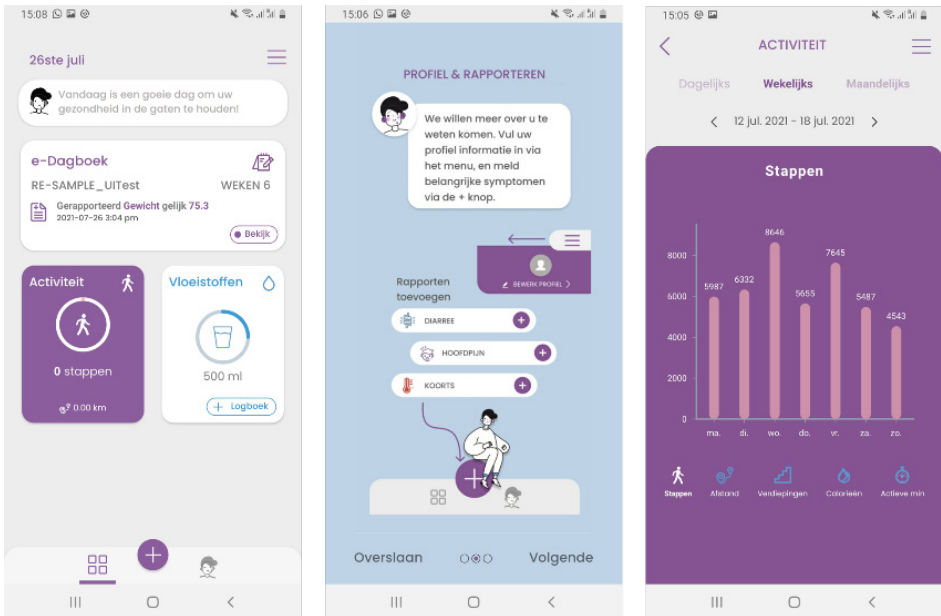 15:08
26ste juli
Vandaag is een goeie dag om uw
gezondheid in de gaten te houden!
e-Dagboek
RE-SAMPLE_UITest WEKEN 6
Gerapporteerd Gewicht gelijk 75.3
2021-07-26 3:04 pm
Bekijk
Activiteit
0 stappen
0.00 km
Vloeistoffen
500 ml
+ Logboek
15:06
PROFIEL & RAPPORTEREN
We willen meer over u te
weten komen. Vul uw
profiel informatie in via
het menu, en meld
belangrijke symptomen
via de + knop.
BEWERK PROFIEL >
Rapporten
toevoegen
DIARREE
HOOFDPIJN
KOORTS
Overslaan Volgende
15:05
ACTIVITEIT
Dagelijks Wekelijks Maandelijks
< 12 jul. 2021 - 18 jul. 2021 >
Stappen
8000
6000
4000
2000
0
5987 6332 8646 5655 7645 5487 4543
ma. di. wo. do. vr. za. zo.
Stappen Afstand Verdiepingen Calorieën Actieve min